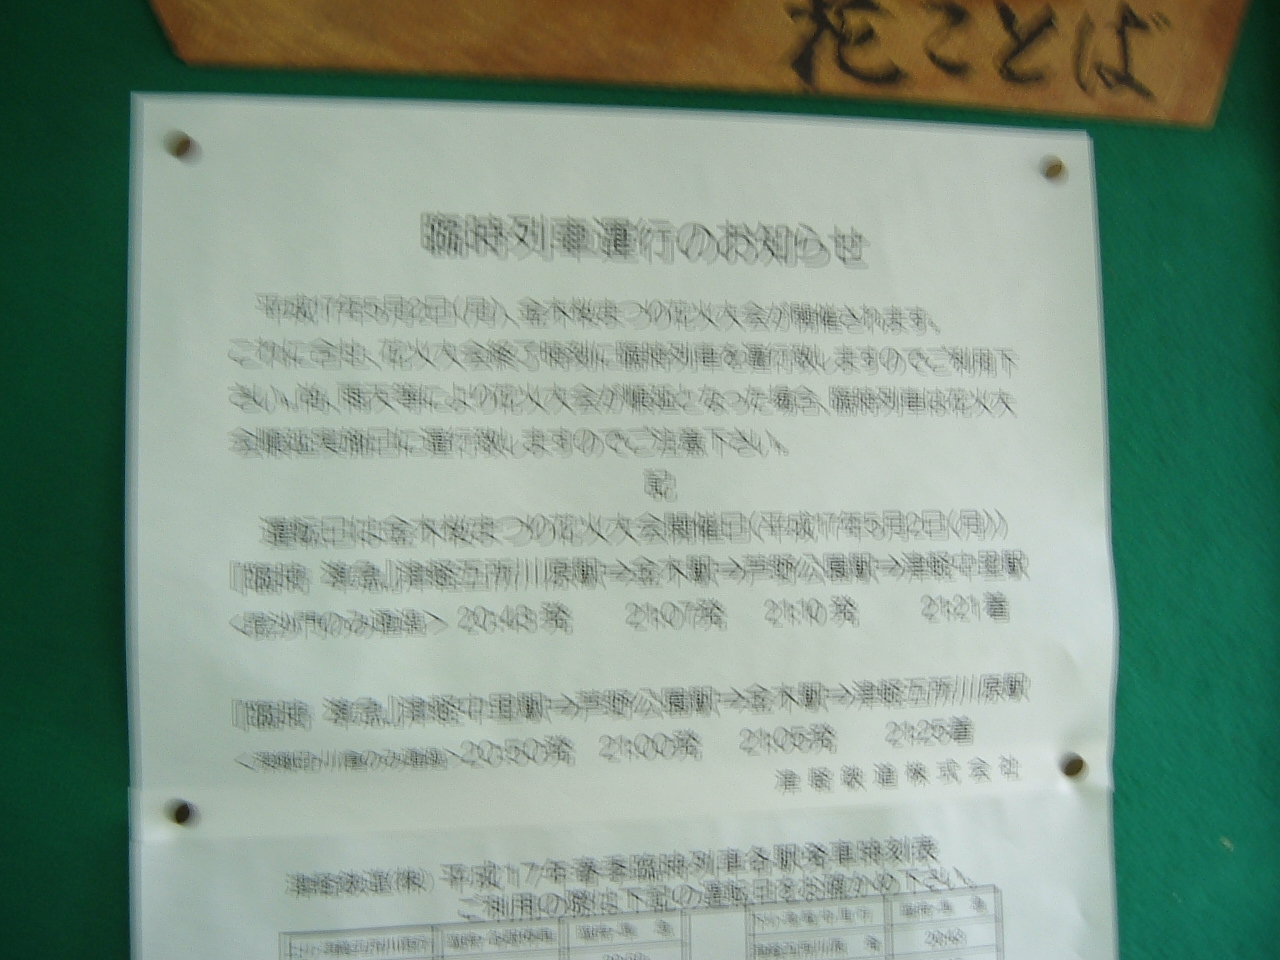 花ことば
臨時列車運行のお知らせ
平成17年5月2日(月)、金木桜まつり花火大会が開催されます。
これに合せ、花火大会終了時刻に臨時列車を運行致しますのでご利用下
さい。尚、雨天等により花火大会が順延となった場合、臨時列車は花火大
会順延実施日に運行致しますのでご注意下さい。
記
運転日は金木桜まつり花火大会開催日(平成17年5月2日(月))
『臨時 準急』津軽五所川原駅→金木駅→芦野公園駅→津軽中里駅
<毘沙門のみ通過> 20:43発 21:07発 21:10発 21:21着
『臨時 準急』津軽中里駅→芦野公園駅→金木駅→津軽五所川原駅
のみ通過>20:50発 21:00発 21:05発 21:25着
津軽鉄道株式会社
津軽鉄道(株) 平成17年春季臨時列車各駅発車時刻表
ご利用の際は下記の運転日をお確かめ下さい